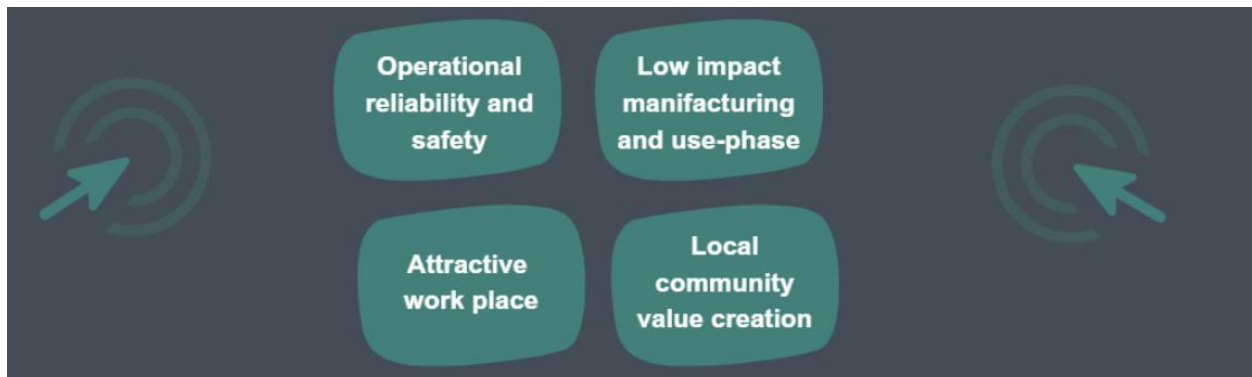 Operational
reliability and
safety
Low impact
manifacturing
and use-phase
Attractive
work place
Local
community
value creation